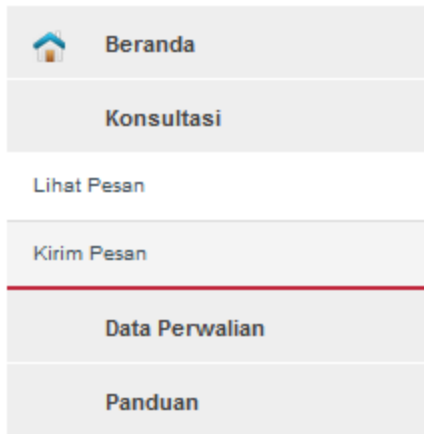 Beranda
Konsultasi
Lihat Pesan
Kirim Pesan
Data Perwalian
Panduan